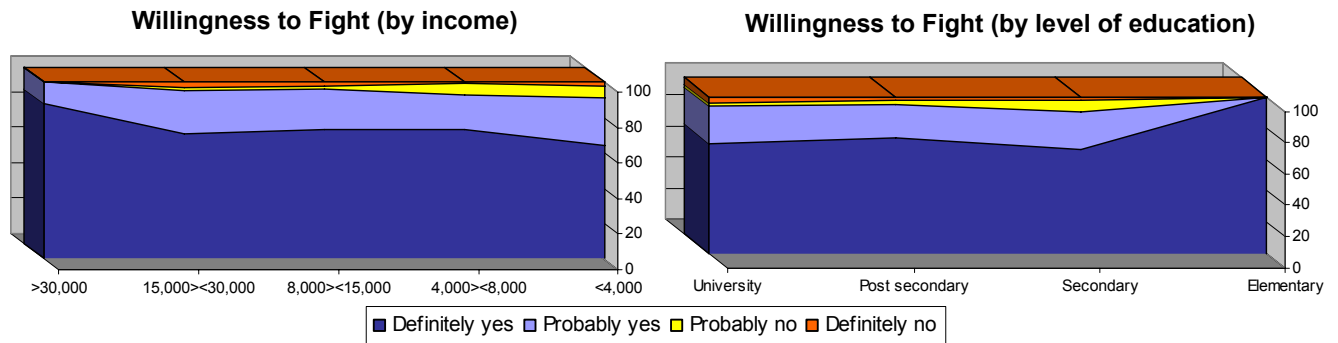 Willingness to Fight (by income)
100
80
60
40
20
0
>30,000 15,000><30,000 8,000><15,000 4,000><8,000 <4,000
Willingness to Fight (by level of education)
100
80
60
40
20
0
University Post secondary Secondary Elementary
Definitely yes Probably yes Probably no Definitely no